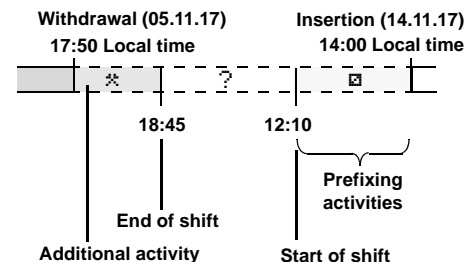 Withdrawal (05.11.17)
17:50 Local time
Insertion (14.11.17)
14:00 Local time
?
18:45
12:10
Prefixing
activities
End of shift
Additional activity
Start of shift